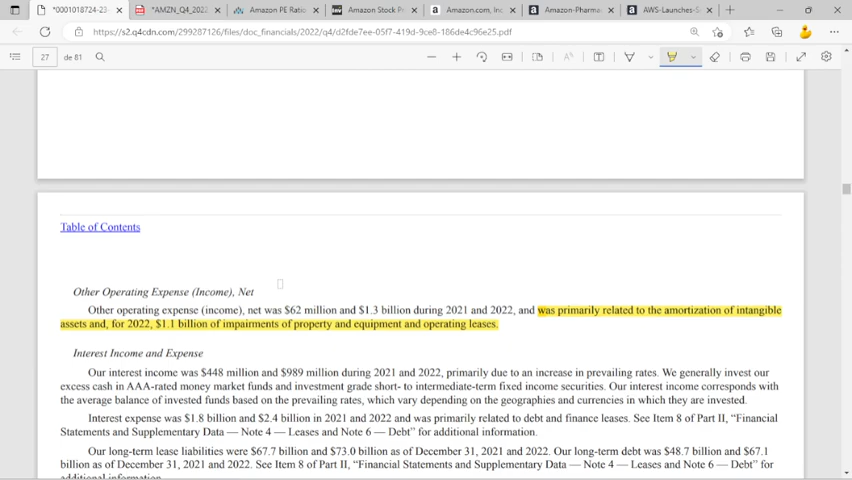 *0001018724-23-
*AMZN_Q4_2022
Amazon PE Ratio
Amazon Stock Pr
Amazon.com, Inc
Amazon-Pharma
AWS-Launches-S
https://s2.q4cdn.com/299287126/files/doc_financials/2022/q4/d2fde7ee-05f7-419d-9ce8-186de4c96e25.pdf
27 de 81
Table of Contents
Other Operating Expense (Income), Net
Other operating expense (income), net was $62 million and $1.3 billion during 2021 and 2022, and was primarily related to the amortization of intangible
assets and, for 2022, $1.1 billion of impairments of property and equipment and operating leases.
Interest Income and Expense
Our interest income was $448 million and $989 million during 2021 and 2022, primarily due to an increase in prevailing rates. We generally invest our
excess cash in AAA-rated money market funds and investment grade short- to intermediate-term fixed income securities. Our interest income corresponds with
the average balance of invested funds based on the prevailing rates, which vary depending on the geographies and currencies in which they are invested.
Interest expense was $1.8 billion and $2.4 billion in 2021 and 2022 and was primarily related to debt and finance leases. See Item 8 of Part II, “Financial
Statements and Supplementary Data — Note 4 — Leases and Note 6 — Debt” for additional information.
Our long-term lease liabilities were $67.7 billion and $73.0 billion as of December 31, 2021 and 2022. Our long-term debt was $48.7 billion and $67.1
billion as of December 31, 2021 and 2022. See Item 8 of Part II, “Financial Statements and Supplementary Data — Note 4 — Leases and Note 6 — Debt” for
additional information.